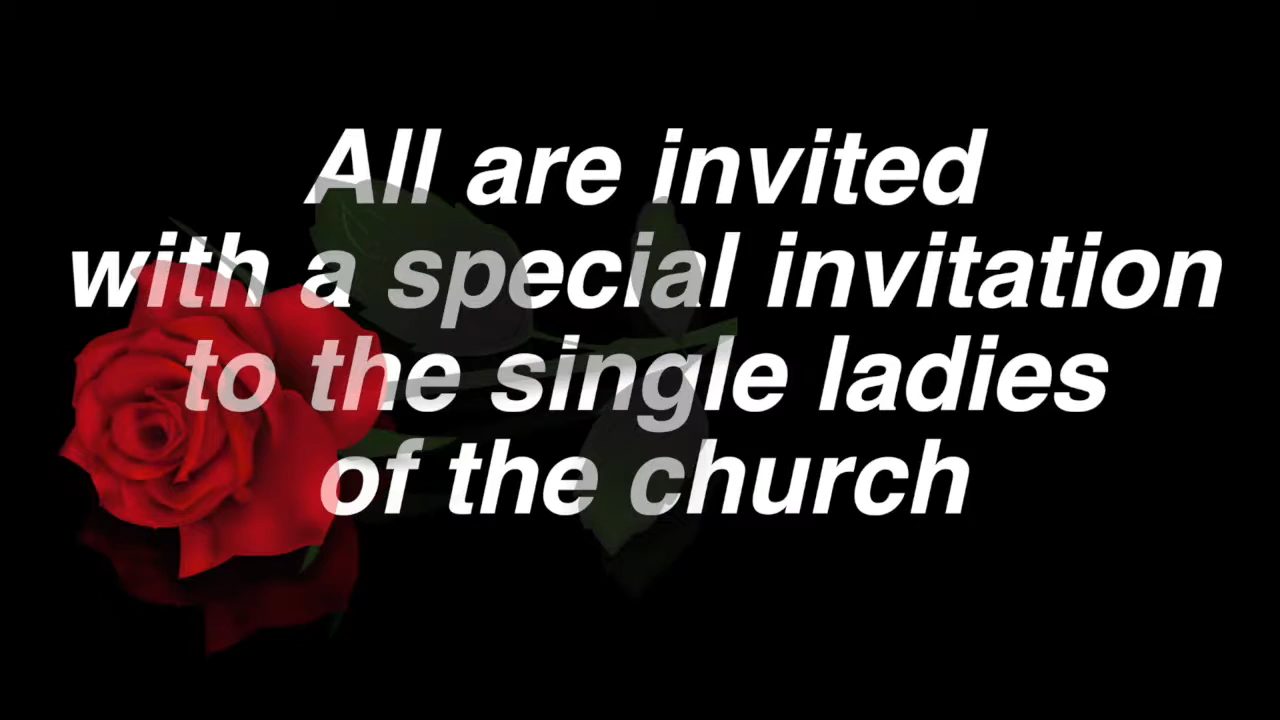 All are invited
with a special invitation
to the single ladies
of the church